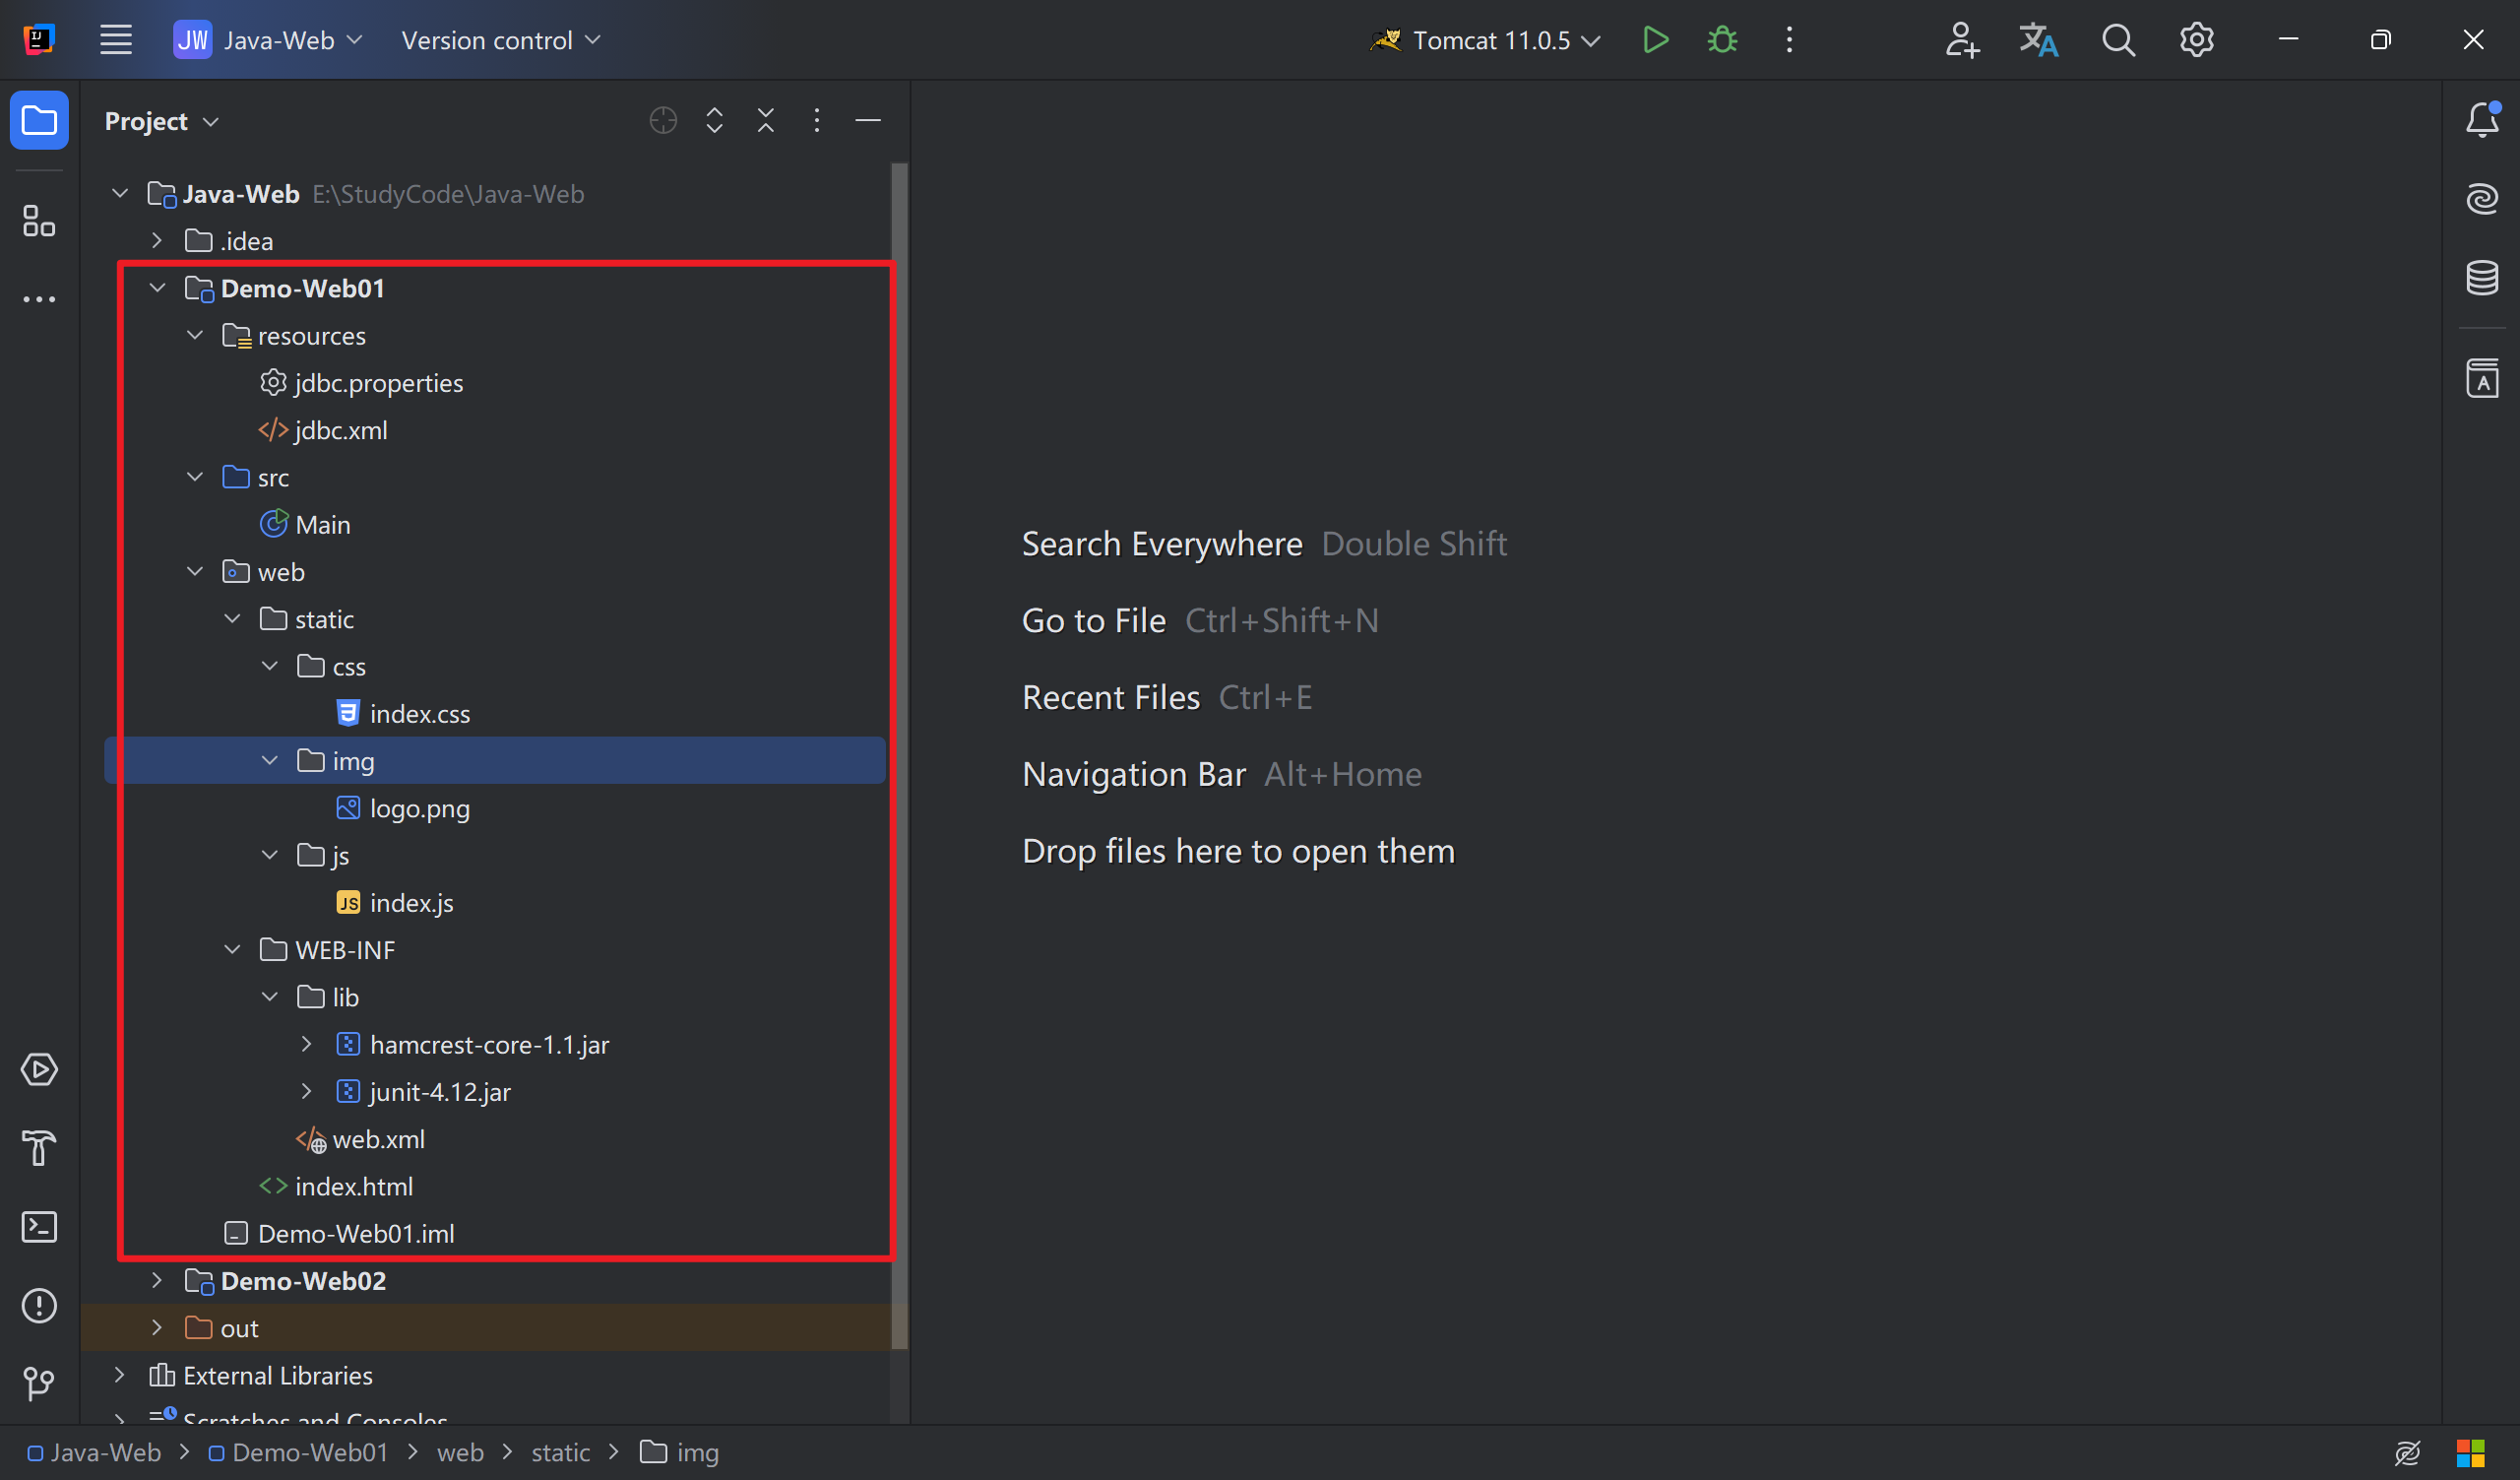 JW Java-Web Version control Tomcat 11.0.5
Project
Java-Web E:\StudyCode\Java-Web
.idea
Demo-Web01
resources
jdbc.properties
jdbc.xml
src
Main
web
static
css
index.css
img
logo.png
js
JS index.js
WEB-INF
lib
hamcrest-core-1.1.jar
junit-4.12.jar
web.xml
index.html
Demo-Web01.iml
Demo-Web02
out
External Libraries
Scratches and Consoles
Search Everywhere Double Shift
Go to File Ctrl+Shift+N
Recent Files Ctrl+E
Navigation Bar Alt+Home
Drop files here to open them
Java-Web > Demo-Web01 > web > static > img